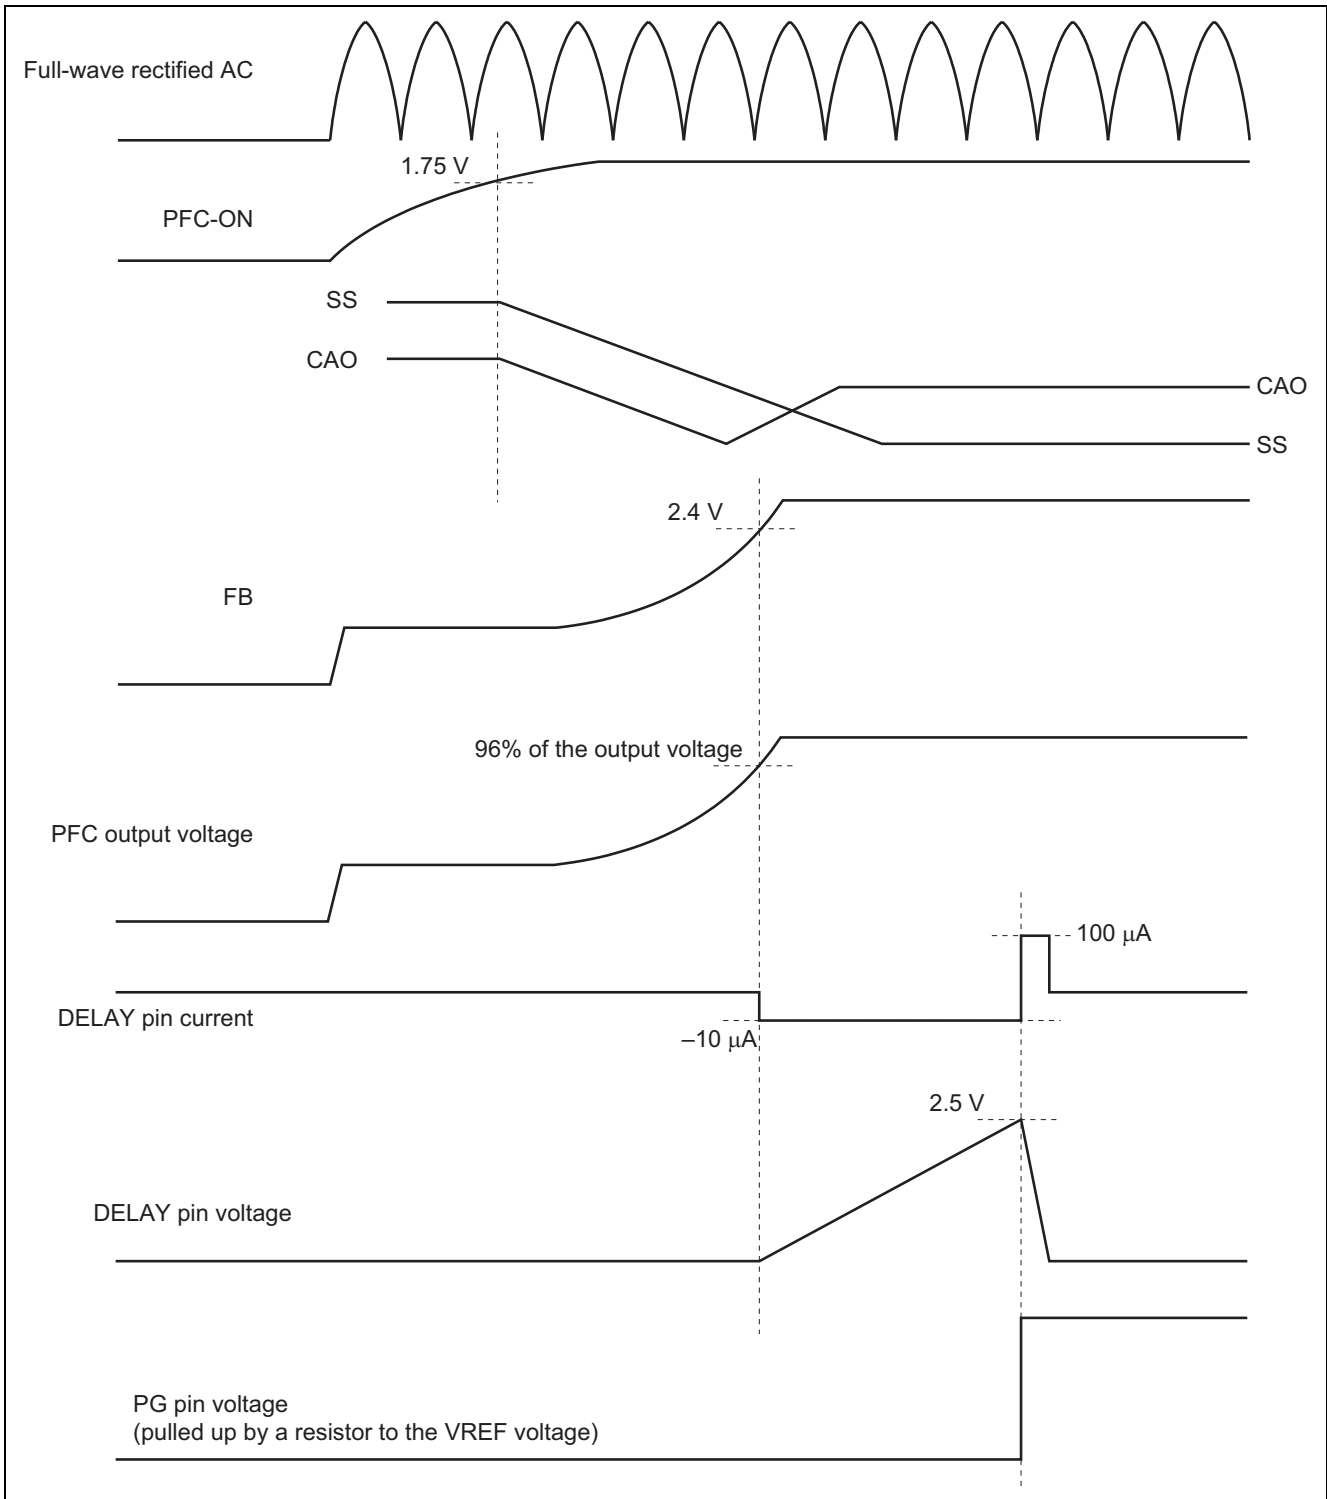 Full-wave rectified AC
1.75 V
PFC-ON
SS
CAO
CAO
SS
2.4 V
FB
96% of the output voltage
PFC output voltage
100 μA
DELAY pin current
–10 μA
2.5 V
DELAY pin voltage
PG pin voltage
(pulled up by a resistor to the VREF voltage)